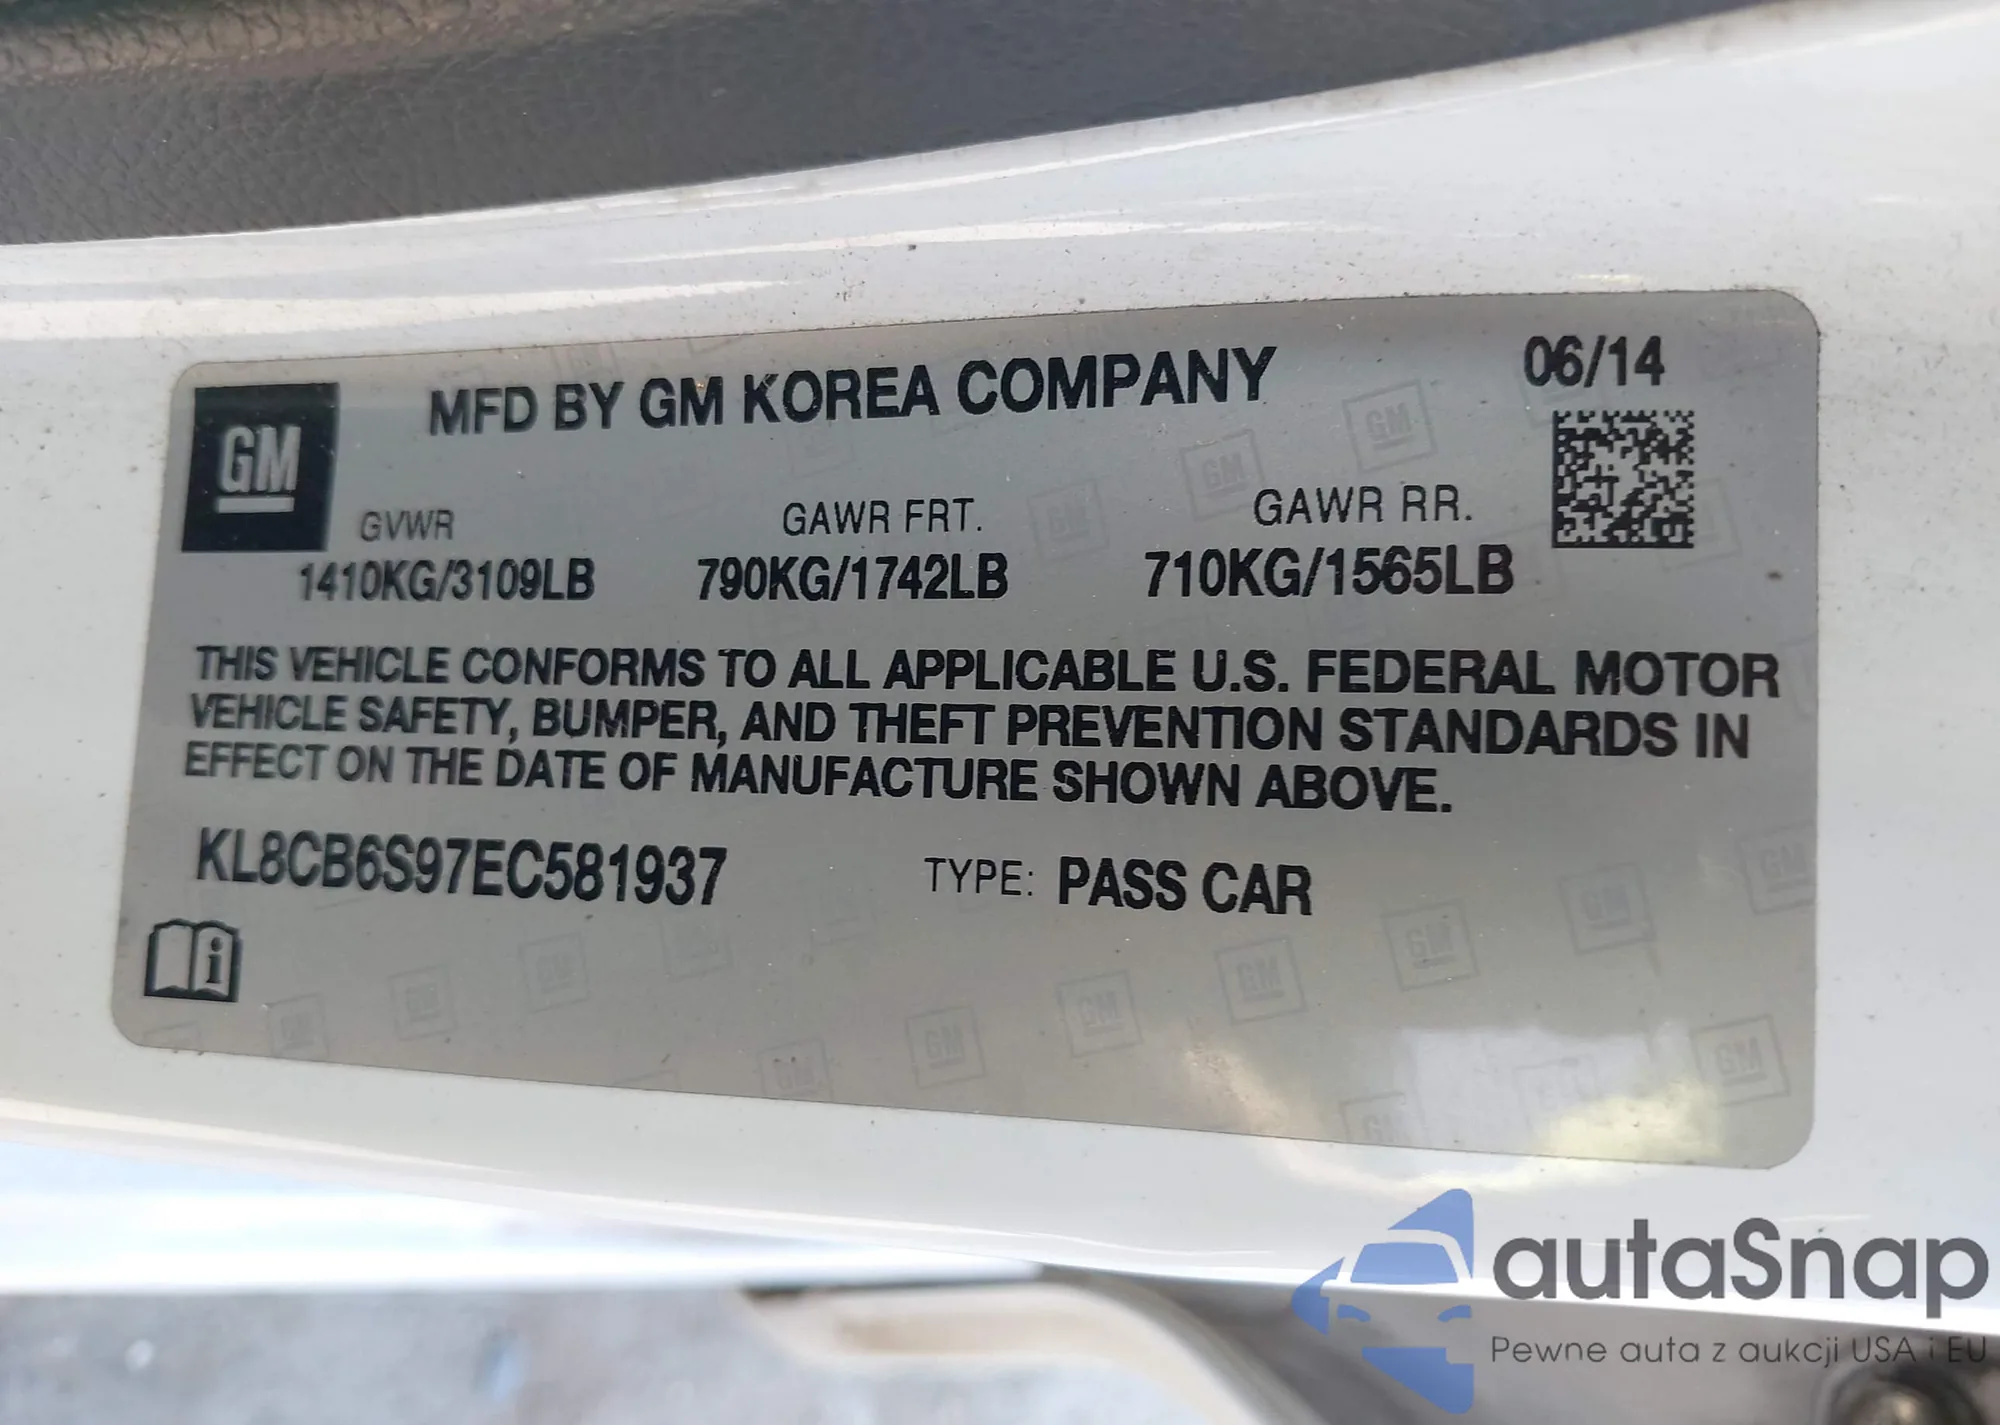 MFD BY GM KOREA COMPANY
06/14
GM
GVWR
GAWR FRT.
GAWR RR.
1410KG/3109LB
790KG/1742LB
710KG/1565LB
THIS VEHICLE CONFORMS TO ALL APPLICABLE U.S. FEDERAL MOTOR
VEHICLE SAFETY, BUMPER, AND THEFT PREVENTION STANDARDS IN
EFFECT ON THE DATE OF MANUFACTURE SHOWN ABOVE.
KL8CB6S97EC581937
TYPE: PASS CAR
autaSnap
Pewne auta z aukcji USA i EU